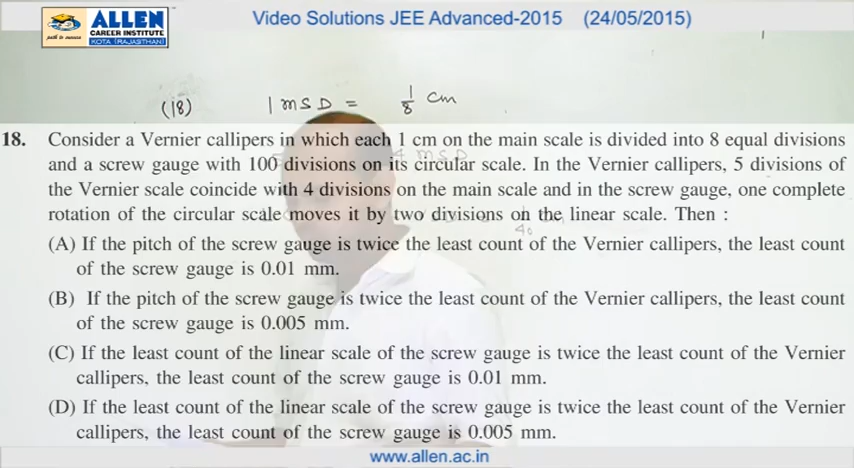 ALLEN
CAREER INSTITUTE
KOTA (RAJASTHAN)
path to success
Video Solutions JEE Advanced-2015 (24/05/2015)
(18) 1 MSD = 1/8 cm
18. Consider a Vernier callipers in which each 1 cm on the main scale is divided into 8 equal divisions
and a screw gauge with 100 divisions on its circular scale. In the Vernier callipers, 5 divisions of
the Vernier scale coincide with 4 divisions on the main scale and in the screw gauge, one complete
rotation of the circular scale moves it by two divisions on the linear scale. Then :
(A) If the pitch of the screw gauge is twice the least count of the Vernier callipers, the least count
of the screw gauge is 0.01 mm.
(B) If the pitch of the screw gauge is twice the least count of the Vernier callipers, the least count
of the screw gauge is 0.005 mm.
(C) If the least count of the linear scale of the screw gauge is twice the least count of the Vernier
callipers, the least count of the screw gauge is 0.01 mm.
(D) If the least count of the linear scale of the screw gauge is twice the least count of the Vernier
callipers, the least count of the screw gauge is 0.005 mm.
www.allen.ac.in